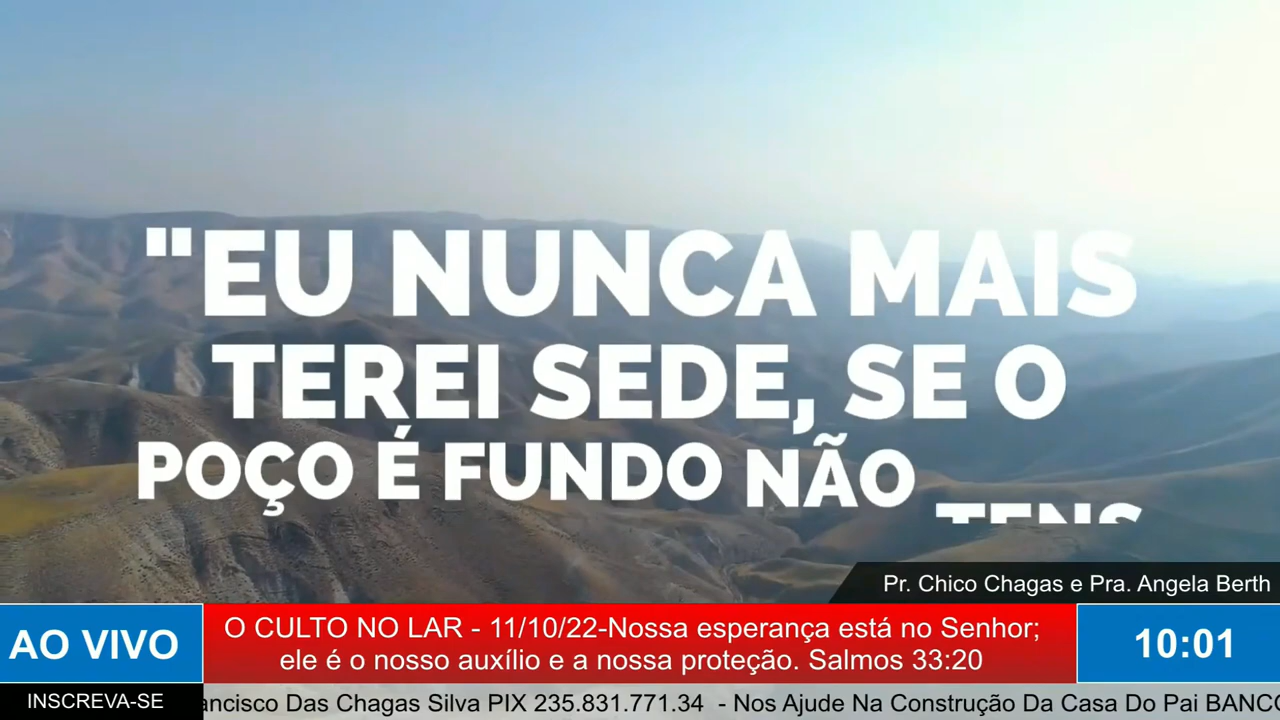 "EU NUNCA MAIS
TEREI SEDE, SE O
POÇO É FUNDO NÃO TENS
Pr. Chico Chagas e Pra. Angela Berth
AO VIVO
O CULTO NO LAR - 11/10/22-Nossa esperança está no Senhor;
ele é o nosso auxílio e a nossa proteção. Salmos 33:20
10:01
INSCREVA-SE
ancisco Das Chagas Silva PIX 235.831.771.34 - Nos Ajude Na Construção Da Casa Do Pai BANC